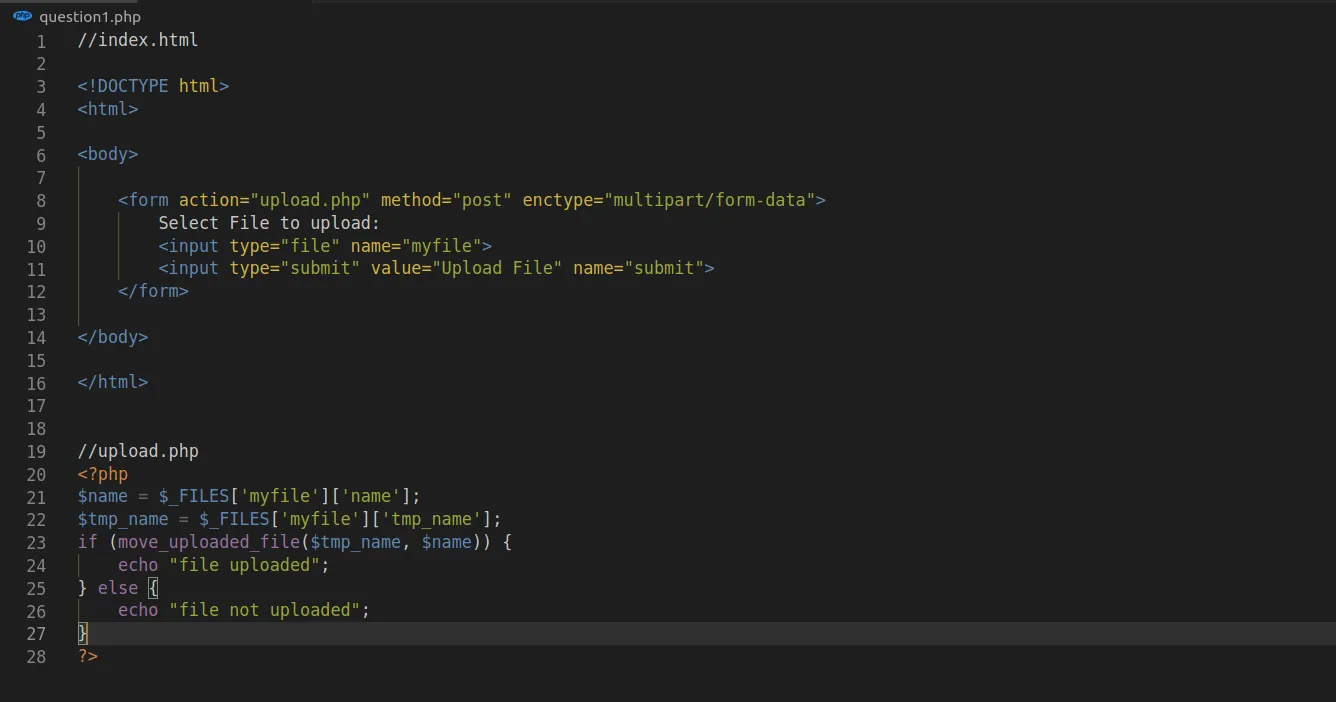 php question1.php
1 //index.html
2
3 <!DOCTYPE html>
4 <html>
5
6 <body>
7
8     <form action="upload.php" method="post" enctype="multipart/form-data">
9         Select File to upload:
10         <input type="file" name="myfile">
11         <input type="submit" value="Upload File" name="submit">
12     </form>
13
14 </body>
15
16 </html>
17
18
19 //upload.php
20 <?php
21 $name = $_FILES['myfile']['name'];
22 $tmp_name = $_FILES['myfile']['tmp_name'];
23 if (move_uploaded_file($tmp_name, $name)) {
24     echo "file uploaded";
25 } else {
26     echo "file not uploaded";
27 }
28 ?>